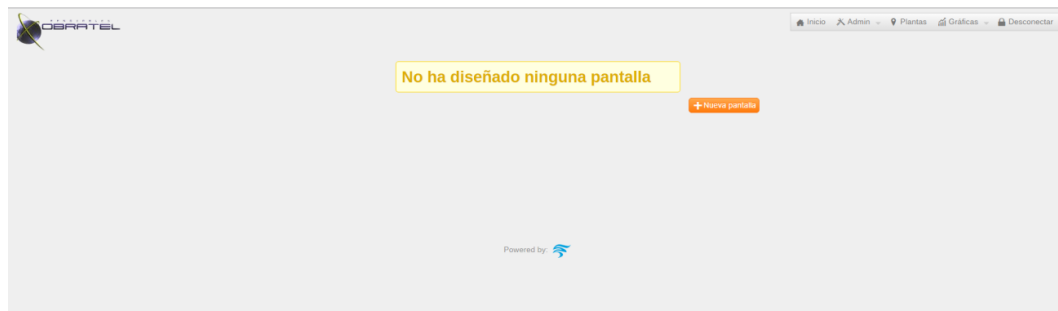 OBRATEL
Inicio Admin Plantas Gráficas Desconectar
No ha diseñado ninguna pantalla
Nueva pantalla
Powered by: